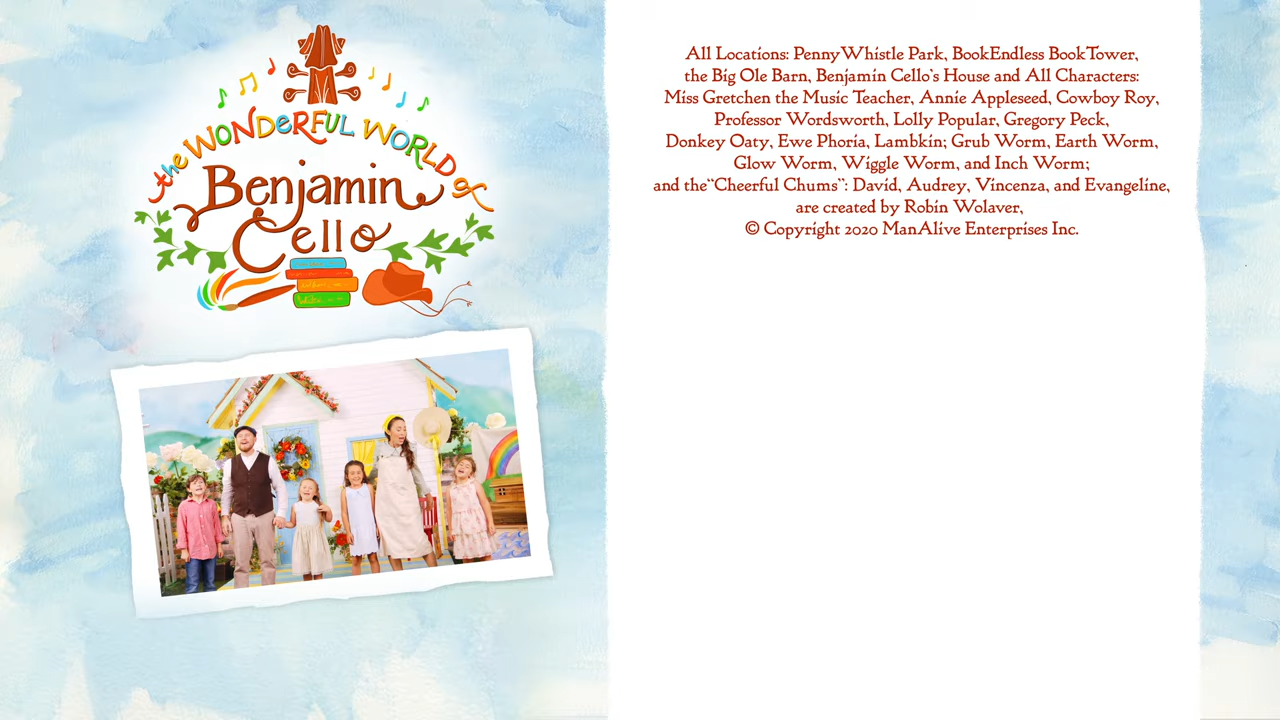 the WONDERFUL WORLD of
Benjamin
Cello
All Locations: PennyWhistle Park, BookEndless BookTower,
the Big Ole Barn, Benjamin Cello's House and All Characters:
Miss Gretchen the Music Teacher, Annie Appleseed, Cowboy Roy,
Professor Wordsworth, Lolly Popular, Gregory Peck,
Donkey Oaty, Ewe Phoria, Lambkin; Grub Worm, Earth Worm,
Glow Worm, Wiggle Worm, and Inch Worm;
and the“Cheerful Chums”: David, Audrey, Vincenza, and Evangeline,
are created by Robin Wolaver,
© Copyright 2020 ManAlive Enterprises Inc.